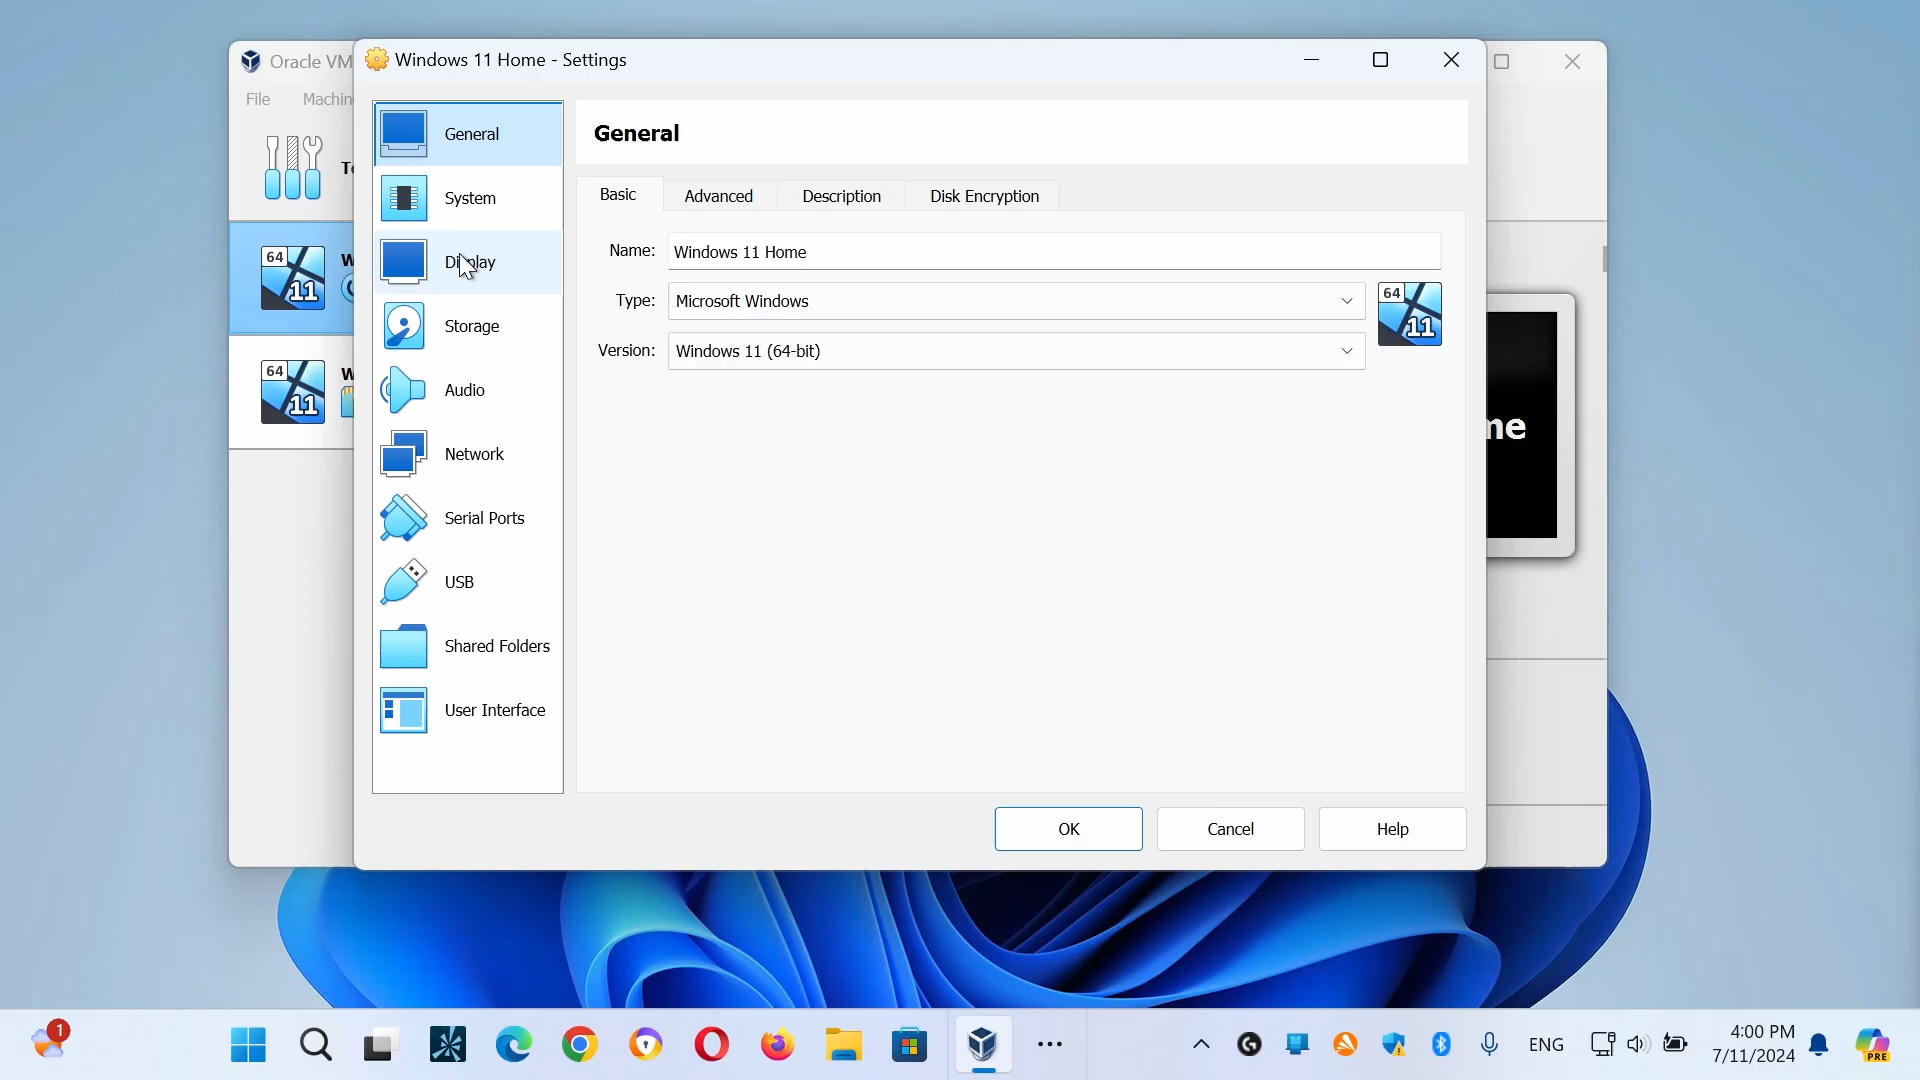 Oracle VM
Windows 11 Home - Settings
File
Machin
General
System
Display
Storage
Audio
Network
Serial Ports
USB
Shared Folders
User Interface
General
Basic
Advanced
Description
Disk Encryption
Name:
Windows 11 Home
Type:
Microsoft Windows
64
11
Version:
Windows 11 (64-bit)
64
11
64
11
me
OK
Cancel
Help
1
ENG
4:00 PM
7/11/2024
PRE